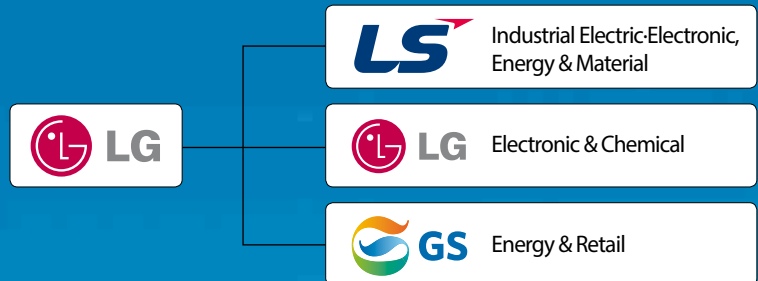 LS
Industrial Electric·Electronic,
Energy & Material
LG
LG
Electronic & Chemical
GS
Energy & Retail